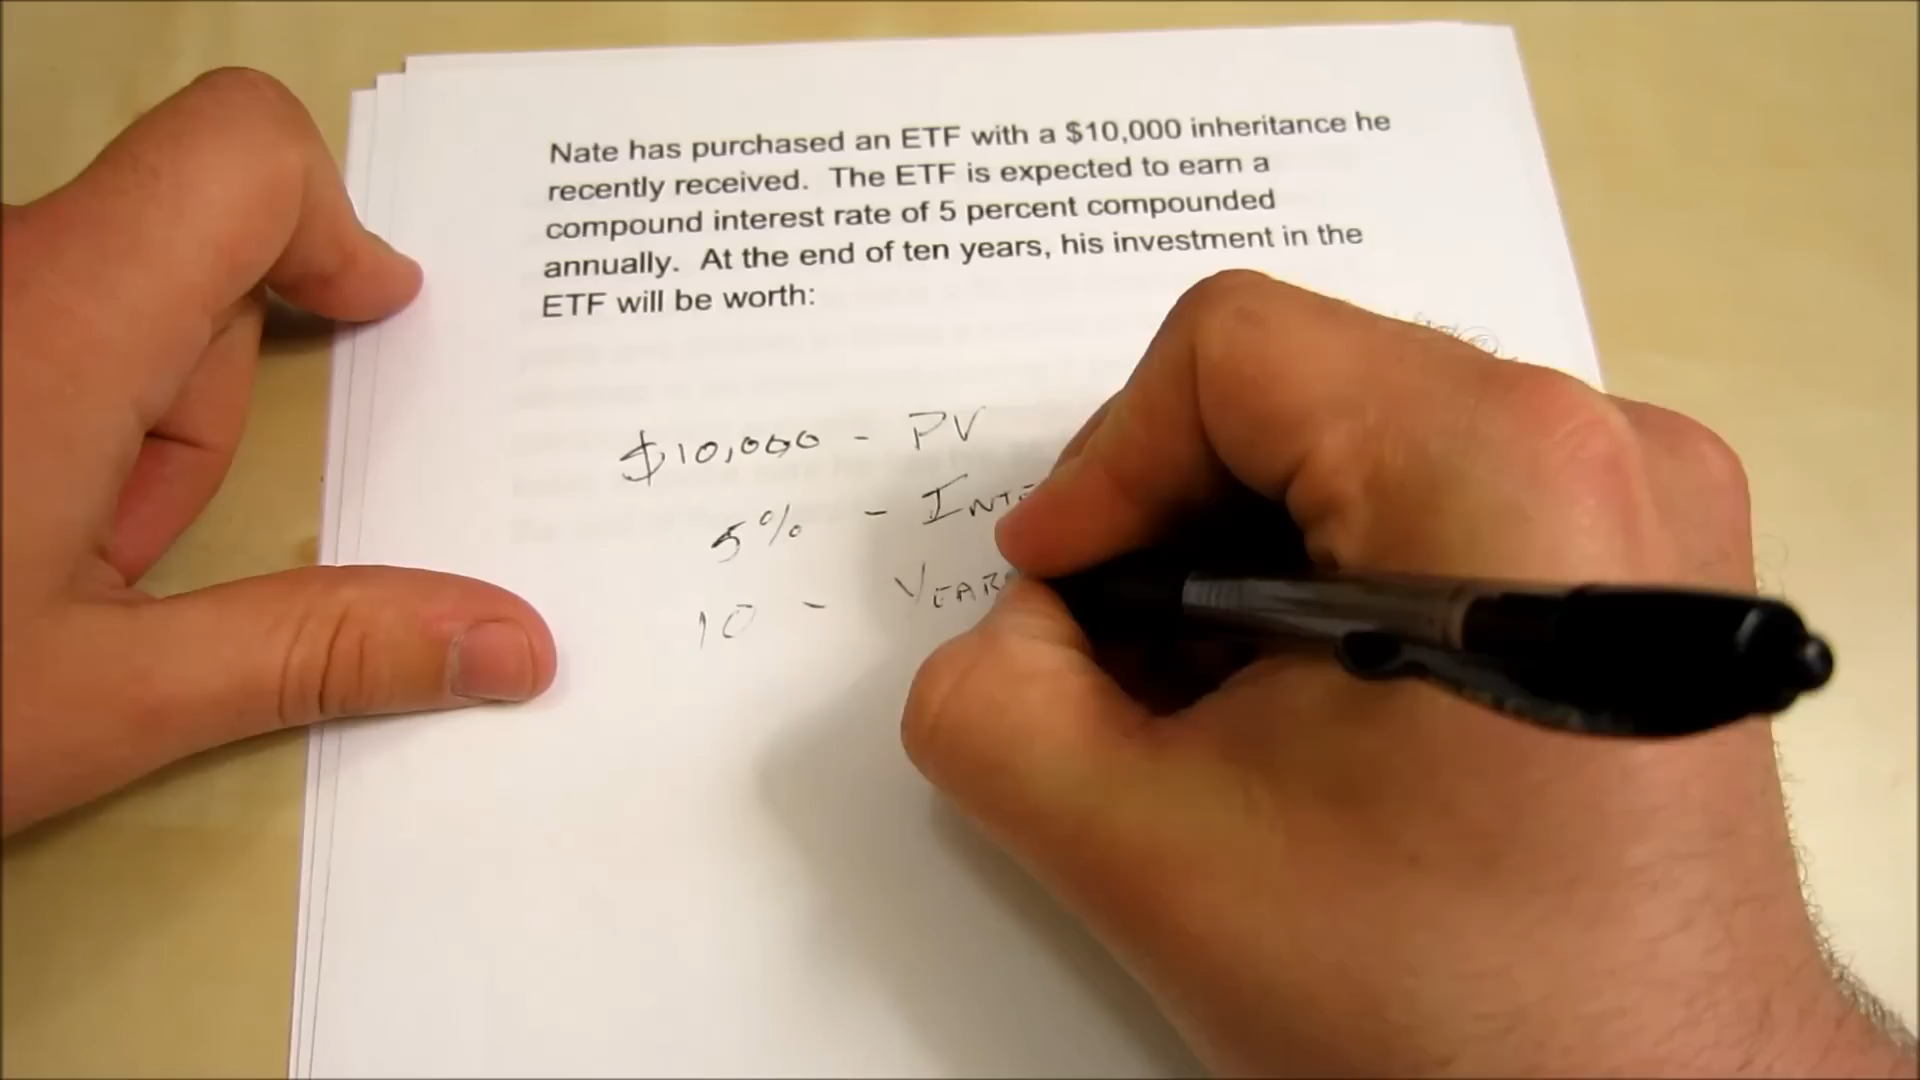 Nate has purchased an ETF with a $10,000 inheritance he
recently received. The ETF is expected to earn a
compound interest rate of 5 percent compounded
annually. At the end of ten years, his investment in the
ETF will be worth:
$10,000 - PV
5% -
10 - YEARS